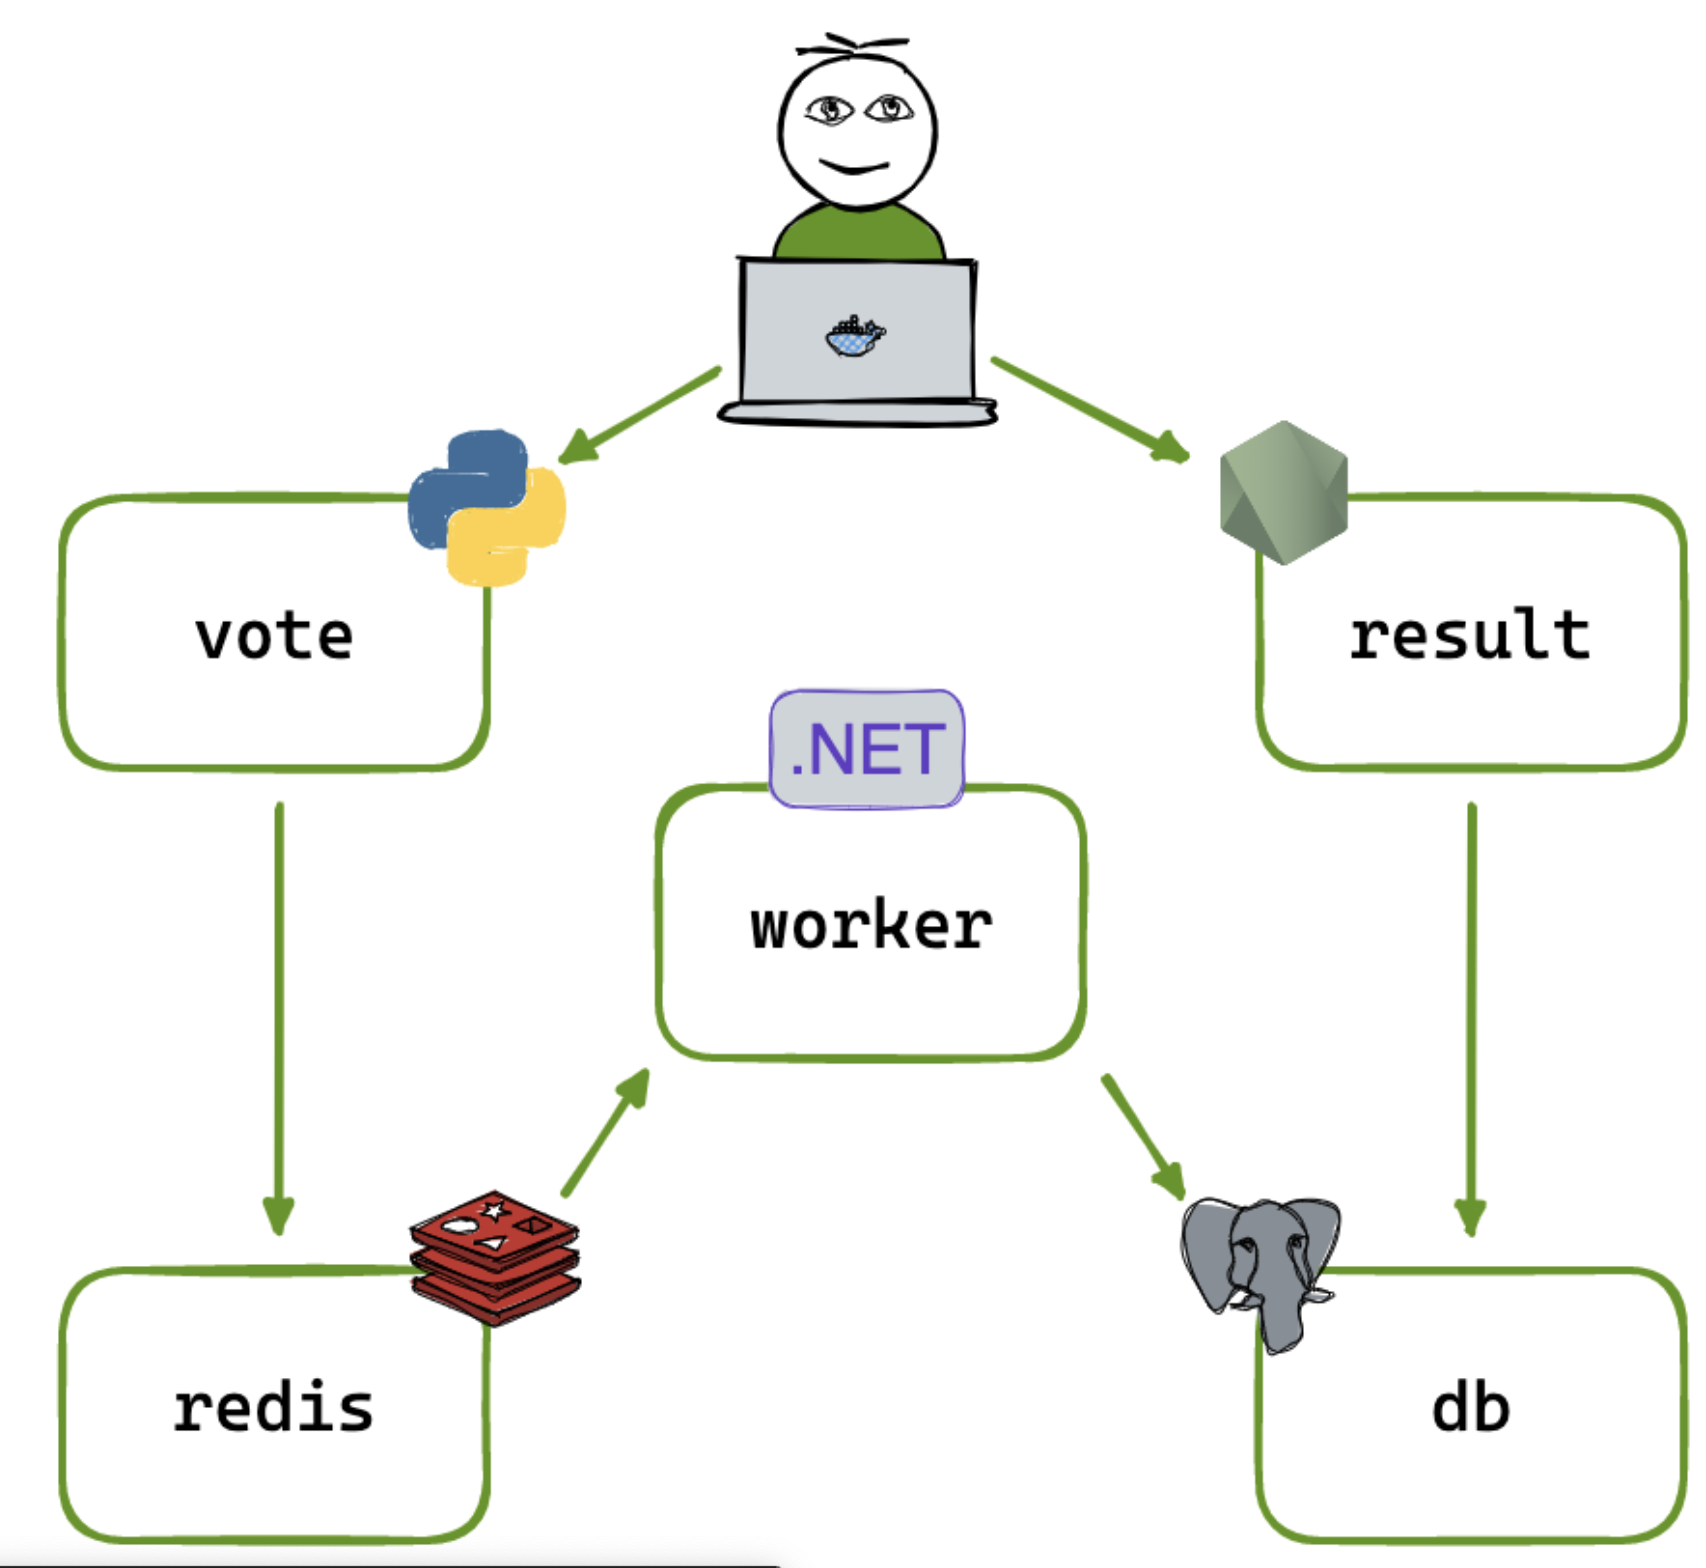 vote
result
.NET
worker
redis
db